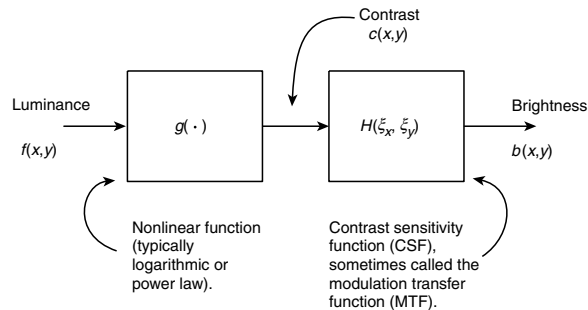 Contrast
c(x,y)
Luminance
f(x,y)
g( · )
H(ξx, ξy)
Brightness
b(x,y)
Nonlinear function
(typically
logarithmic or
power law).
Contrast sensitivity
function (CSF),
sometimes called the
modulation transfer
function (MTF).